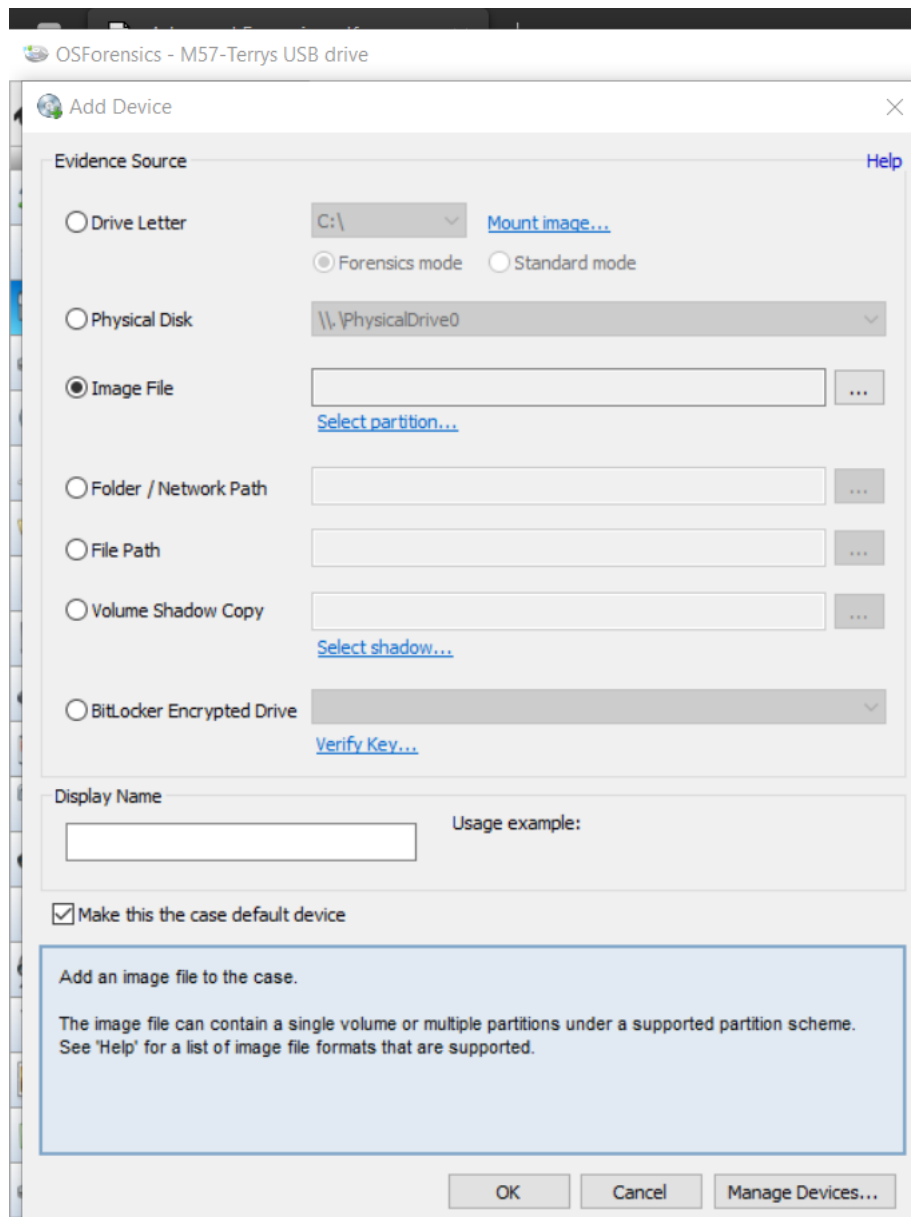 OSForensics - M57-Terrys USB drive
Add Device
Evidence Source
Help
Drive Letter
C:\
Mount image...
Forensics mode
Standard mode
Physical Disk
\\.\PhysicalDrive0
Image File
...
Select partition...
Folder / Network Path
...
File Path
...
Volume Shadow Copy
...
Select shadow...
BitLocker Encrypted Drive
Verify Key...
Display Name
Usage example:
Make this the case default device
Add an image file to the case.
The image file can contain a single volume or multiple partitions under a supported partition scheme.
See 'Help' for a list of image file formats that are supported.
OK
Cancel
Manage Devices...